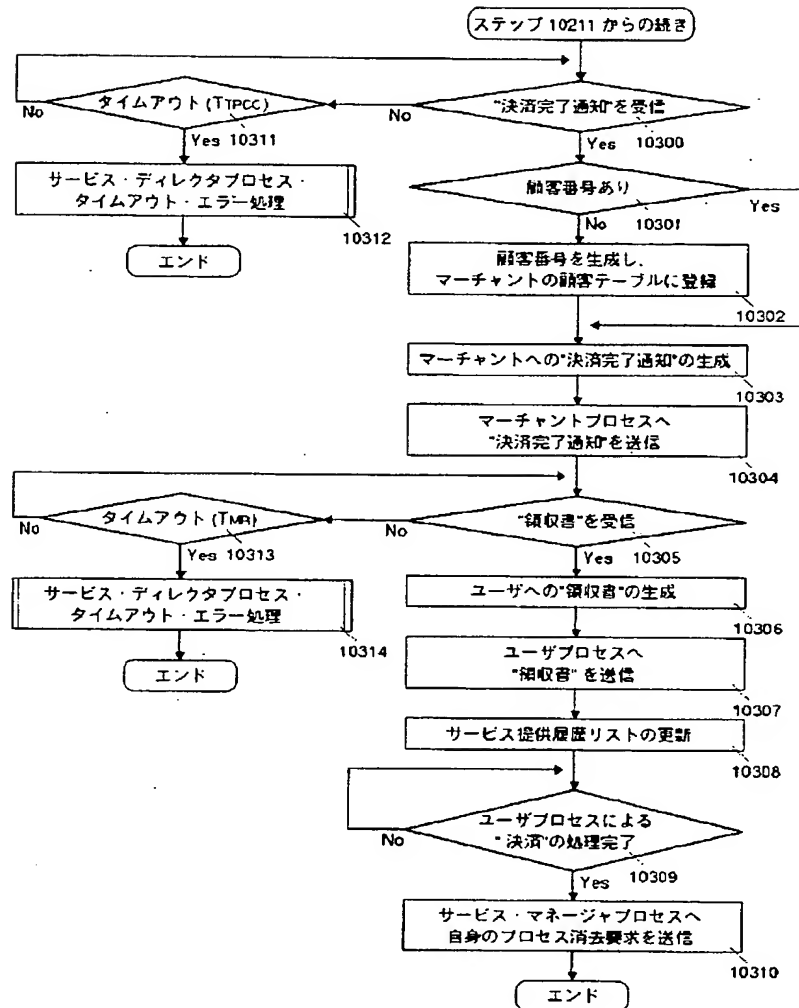 ステップ 10211 からの続き
タイムアウト (TTPCC)
No
"決済完了通知"を受信
No
Yes 10311
Yes
10300
サービス・ディレクタプロセス・
タイムアウト・エラー処理
10312
顧客番号あり
Yes
No
10301
エンド
顧客番号を生成し、
マーチャントの顧客テーブルに登録
10302
マーチャントへの"決済完了通知"の生成
10303
マーチャントプロセスへ
"決済完了通知"を送信
10304
タイムアウト (TMR)
No
"領収書"を受信
No
Yes 10313
Yes
10305
サービス・ディレクタプロセス・
タイムアウト・エラー処理
10314
ユーザへの"領収書"の生成
10306
エンド
ユーザプロセスへ
"領収書" を送信
10307
サービス提供履歴リストの更新
10308
ユーザプロセスによる
"決済"の処理完了
No
10309
Yes
サービス・マネージャプロセスへ
自身のプロセス消去要求を送信
10310
エンド